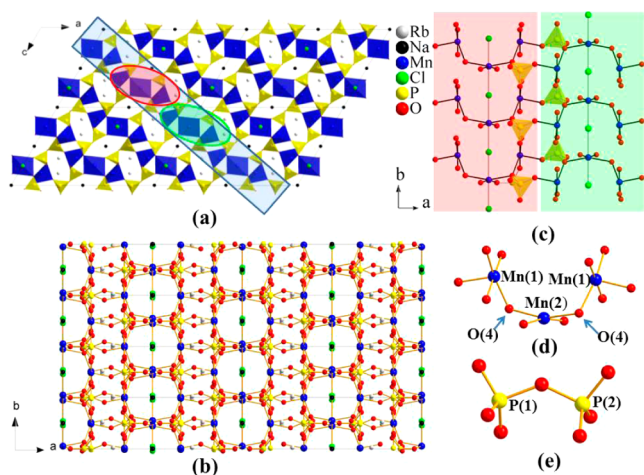 a
c
(a)
Rb
Na
Mn
Cl
P
O
b
a
(c)
b
a
(b)
Mn(1)
Mn(1)
Mn(2)
O(4)
O(4)
(d)
P(1)
P(2)
(e)